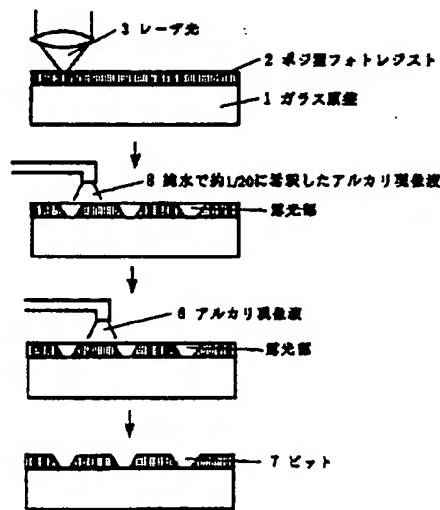 3 レーザ光
2 ポジ型フォトレジスト
1 ガラス原盤
8 純水で約1/20に希釈したアルカリ現像液
露光部
6 アルカリ現像液
露光部
7 ピット